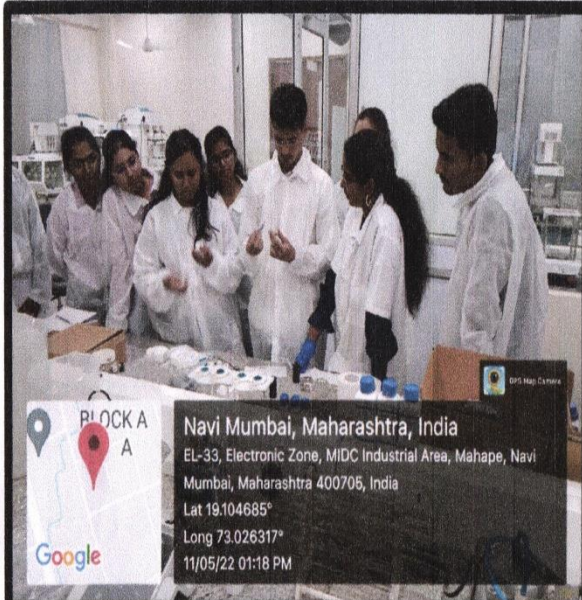 GPS Map Camera
BLOCK A
A
Google
Navi Mumbai, Maharashtra, India
EL-33, Electronic Zone, MIDC Industrial Area, Mahape, Navi
Mumbai, Maharashtra 400705, India
Lat 19.104685°
Long 73.026317°
11/05/22 01:18 PM